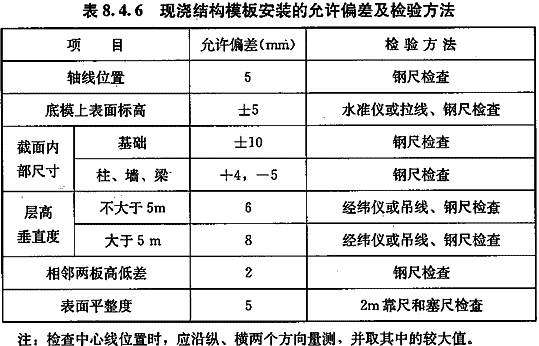 表 8.4.6 现浇结构模板安装的允许偏差及检验方法
项 目 允许偏差(mm) 检 验 方 法
轴线位置 5 钢尺检查
底模上表面标高 ±5 水准仪或拉线、钢尺检查
截面内部尺寸 基础 ±10 钢尺检查
柱、墙、梁 +4，-5 钢尺检查
层高垂直度 不大于 5m 6 经纬仪或吊线、钢尺检查
大于 5 m 8 经纬仪或吊线、钢尺检查
相邻两板高低差 2 钢尺检查
表面平整度 5 2m 靠尺和塞尺检查
注：检查中心线位置时，应沿纵、横两个方向量测，并取其中的较大值。